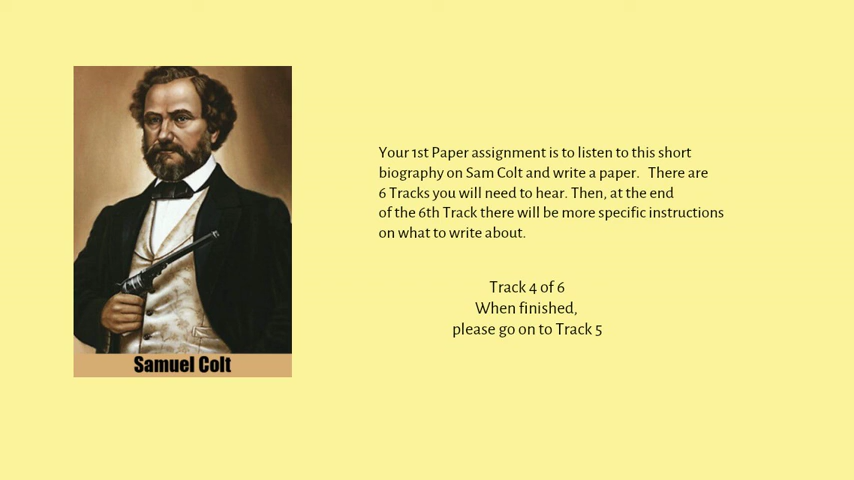 Your 1st Paper assignment is to listen to this short
biography on Sam Colt and write a paper.   There are
6 Tracks you will need to hear. Then, at the end
of the 6th Track there will be more specific instructions
on what to write about.
Track 4 of 6
When finished,
please go on to Track 5
Samuel Colt